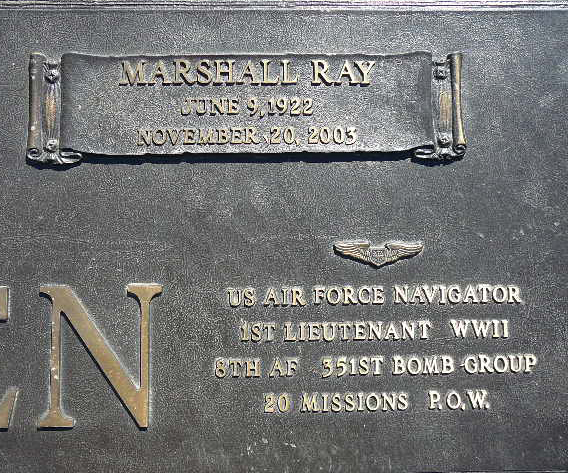 MARSHALL RAY
JUNE 9, 1922
NOVEMBER 20, 2003
EN
US AIR FORCE NAVIGATOR
1ST LIEUTENANT WWII
8TH AF 351ST BOMB GROUP
20 MISSIONS P.O.W.